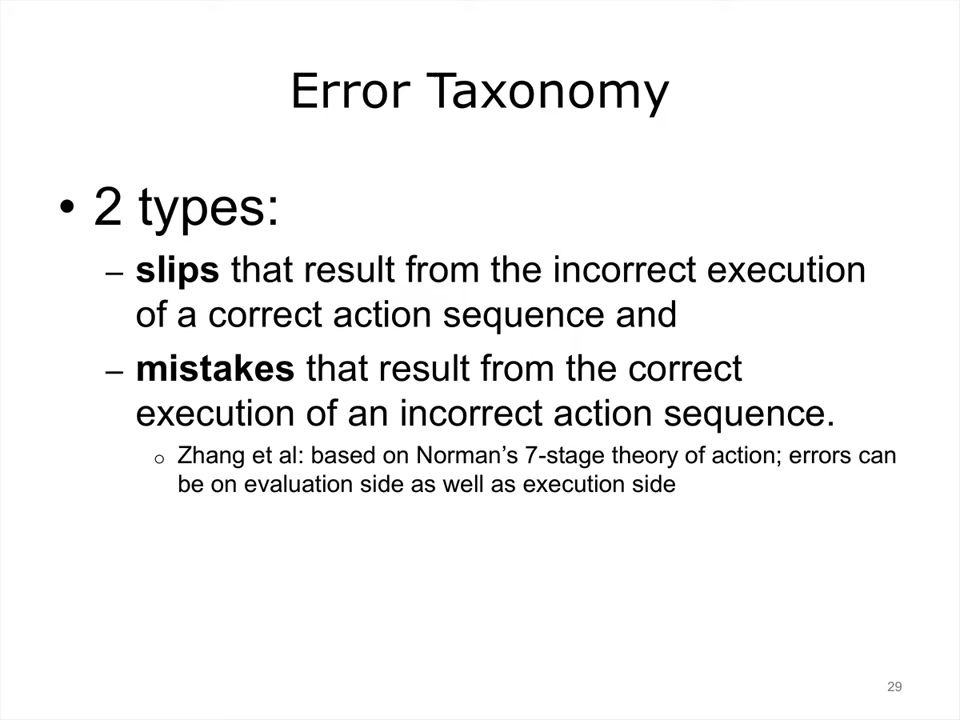 Error Taxonomy
• 2 types:
– slips that result from the incorrect execution
of a correct action sequence and
– mistakes that result from the correct
execution of an incorrect action sequence.
o Zhang et al: based on Norman’s 7-stage theory of action; errors can
be on evaluation side as well as execution side
29